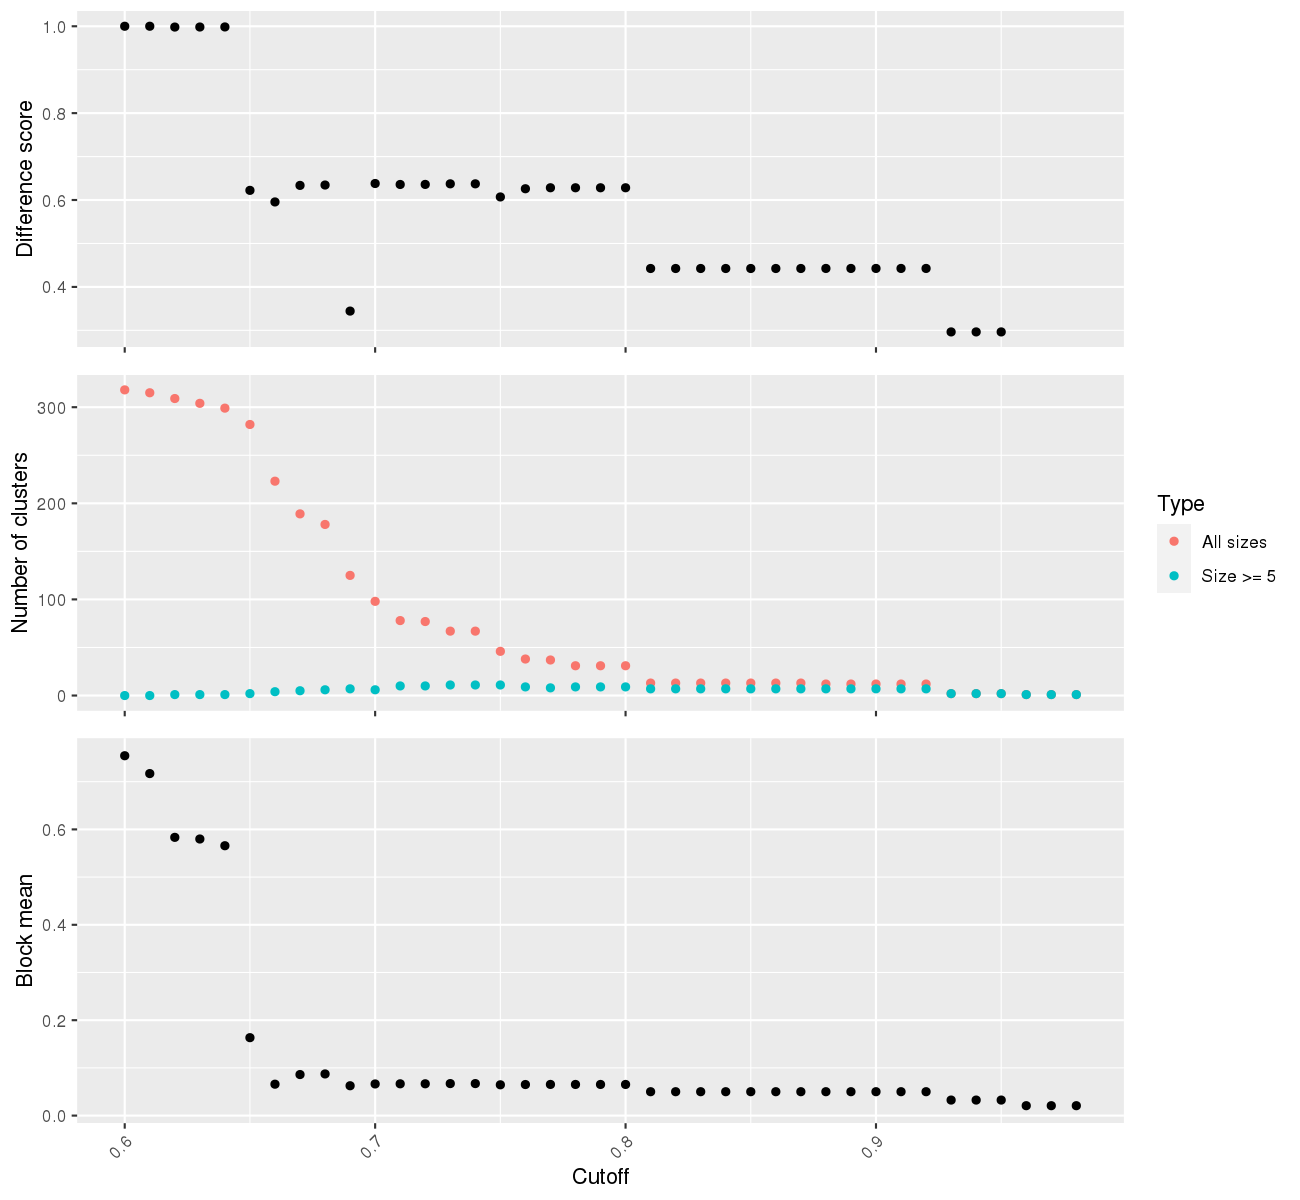 1.0
0.8
0.6
0.4
Difference score
300
200
100
0
Number of clusters
Type
All sizes
Size >= 5
0.6
0.4
0.2
0.0
Block mean
0.6
0.7
0.8
0.9
Cutoff